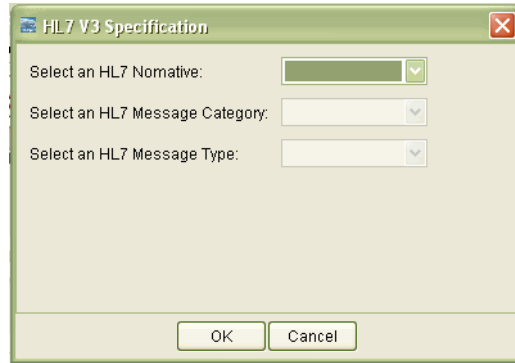 HL7 V3 Specification
Select an HL7 Nomative:
Select an HL7 Message Category:
Select an HL7 Message Type:
OK Cancel